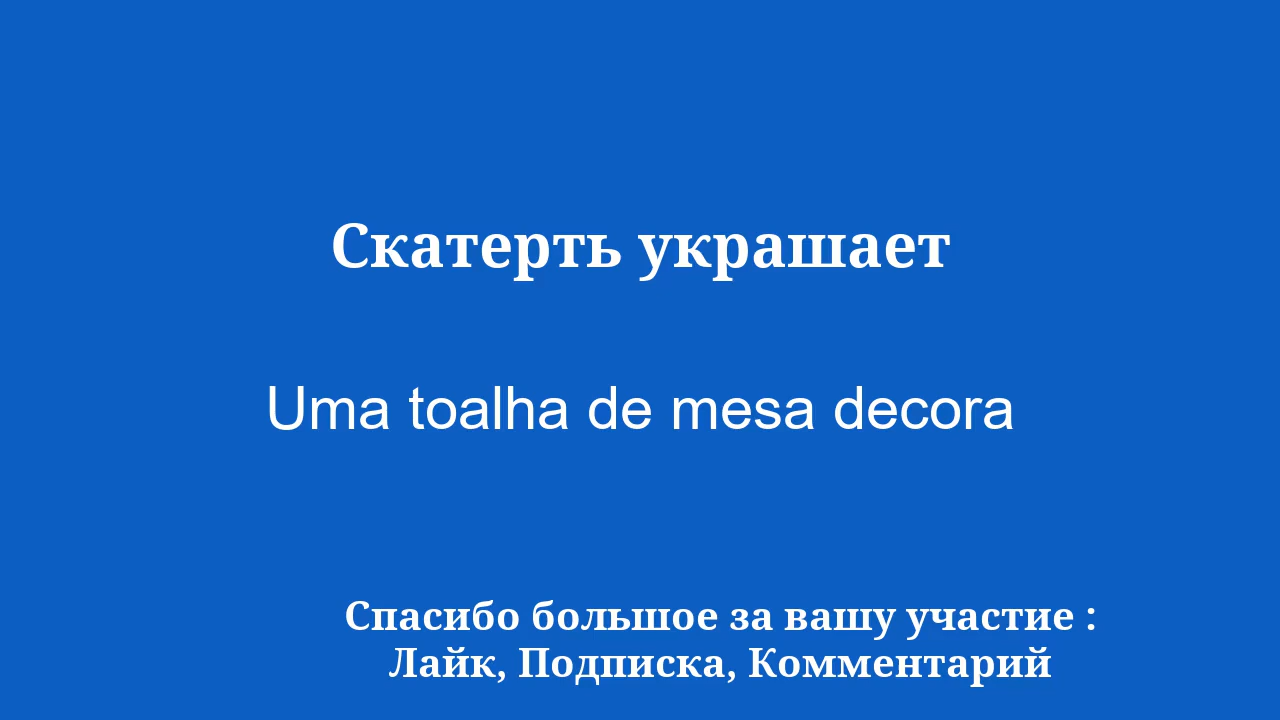 Скатерть украшает
Uma toalha de mesa decora
Спасибо большое за вашу участие :
Лайк, Подписка, Комментарий